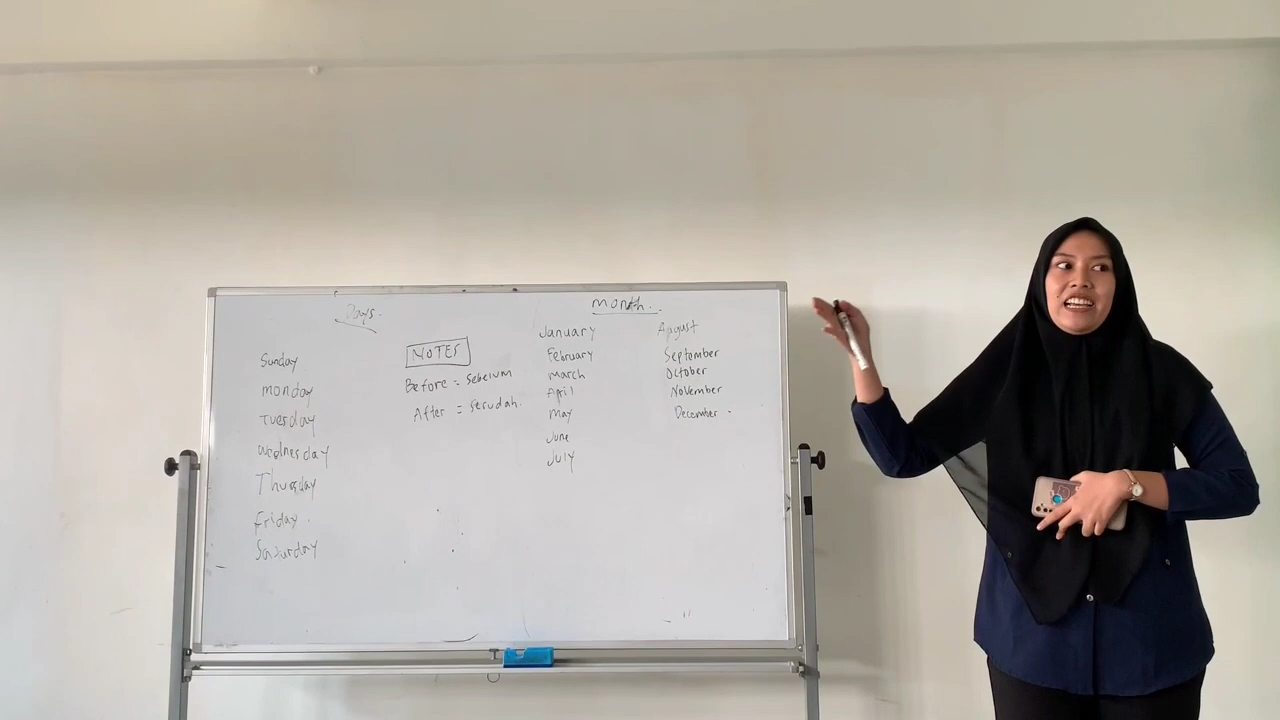 Days.
Sunday
Monday
Tuesday
Wednesday
Thursday
Friday.
Saturday
NOTES
Before = sebelum
After = serudah.
Month.
January
February
March
April
May
June
July
August
September
October
November
December.